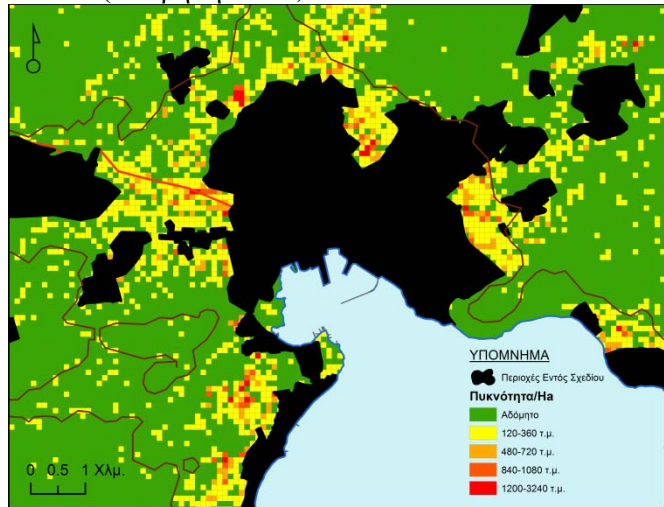 ΥΠΟΜΝΗΜΑ
Περιοχές Εντός Σχεδίου
Πυκνότητα/Ha
Αδόμητο
120-360 τ.μ.
480-720 τ.μ.
840-1080 τ.μ.
1200-3240 τ.μ.
0 0.5 1 Χλμ.